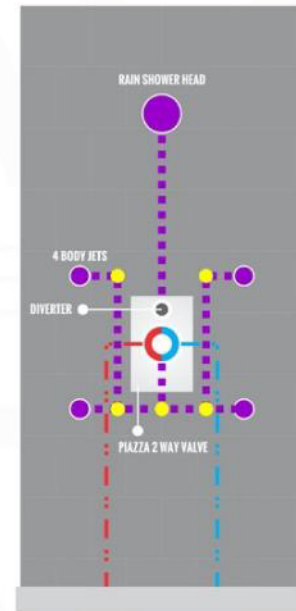 RAIN SHOWER HEAD
4 BODY JETS
DIVERTER
PIAZZA 2 WAY VALVE